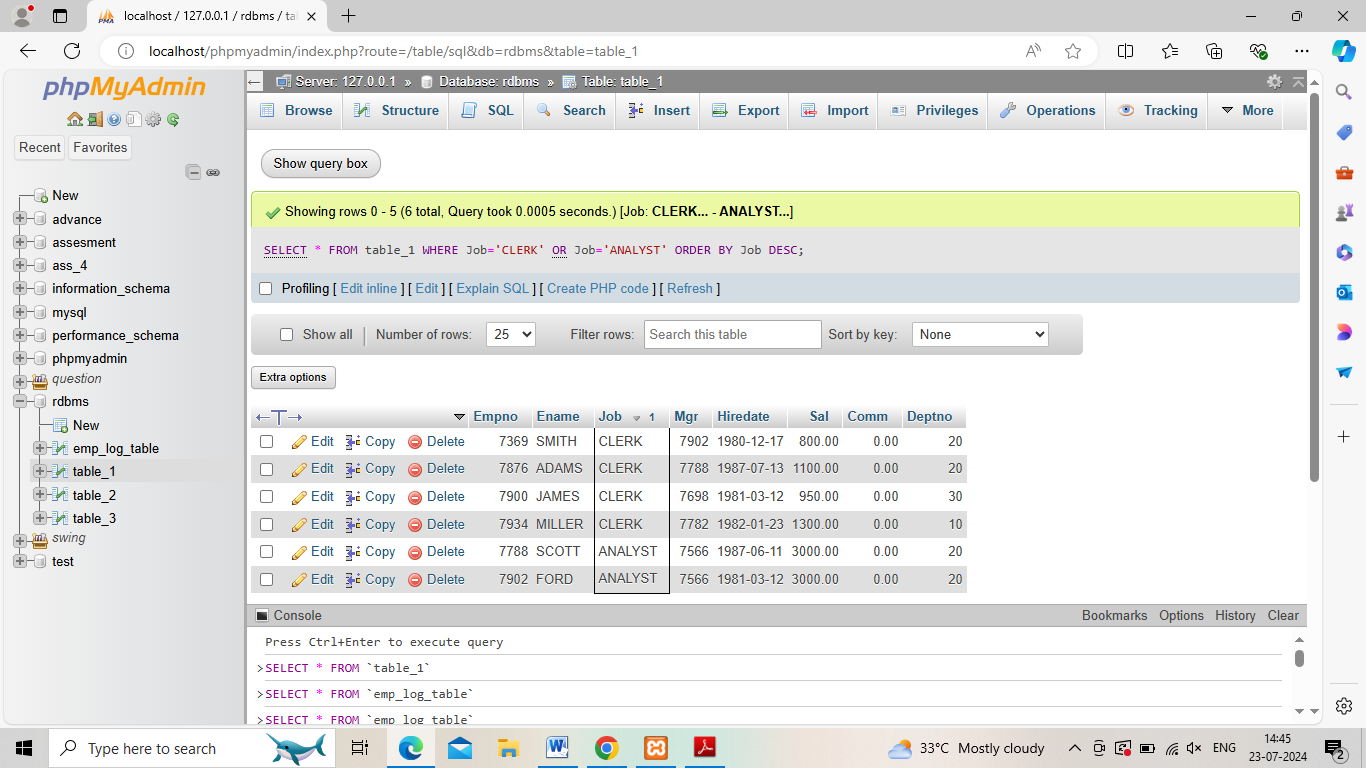 localhost / 127.0.0.1 / rdbms / ta
localhost/phpmyadmin/index.php?route=/table/sql&db=rdbms&table=table_1
phpMyAdmin
Recent Favorites
New
advance
assesment
ass_4
information_schema
mysql
performance_schema
phpmyadmin
question
rdbms
New
emp_log_table
table_1
table_2
table_3
swing
test
Server: 127.0.0.1 » Database: rdbms » Table: table_1
Browse Structure SQL Search Insert Export Import Privileges Operations Tracking More
Show query box
Showing rows 0 - 5 (6 total, Query took 0.0005 seconds.) [Job: CLERK... - ANALYST...]
SELECT * FROM table_1 WHERE Job='CLERK' OR Job='ANALYST' ORDER BY Job DESC;
Profiling [ Edit inline ] [ Edit ] [ Explain SQL ] [ Create PHP code ] [ Refresh ]
Show all | Number of rows: 25 Filter rows: Search this table Sort by key: None
Extra options
Empno Ename Job 1 Mgr Hiredate Sal Comm Deptno
Edit Copy Delete 7369 SMITH CLERK 7902 1980-12-17 800.00 0.00 20
Edit Copy Delete 7876 ADAMS CLERK 7788 1987-07-13 1100.00 0.00 20
Edit Copy Delete 7900 JAMES CLERK 7698 1981-03-12 950.00 0.00 30
Edit Copy Delete 7934 MILLER CLERK 7782 1982-01-23 1300.00 0.00 10
Edit Copy Delete 7788 SCOTT ANALYST 7566 1987-06-11 3000.00 0.00 20
Edit Copy Delete 7902 FORD ANALYST 7566 1981-03-12 3000.00 0.00 20
Console Bookmarks Options History Clear
Press Ctrl+Enter to execute query
>SELECT * FROM `table_1`
>SELECT * FROM `emp_log_table`
>SELECT * FROM `emp_log_table`
Type here to search
33°C Mostly cloudy ENG 14:45
23-07-2024
2